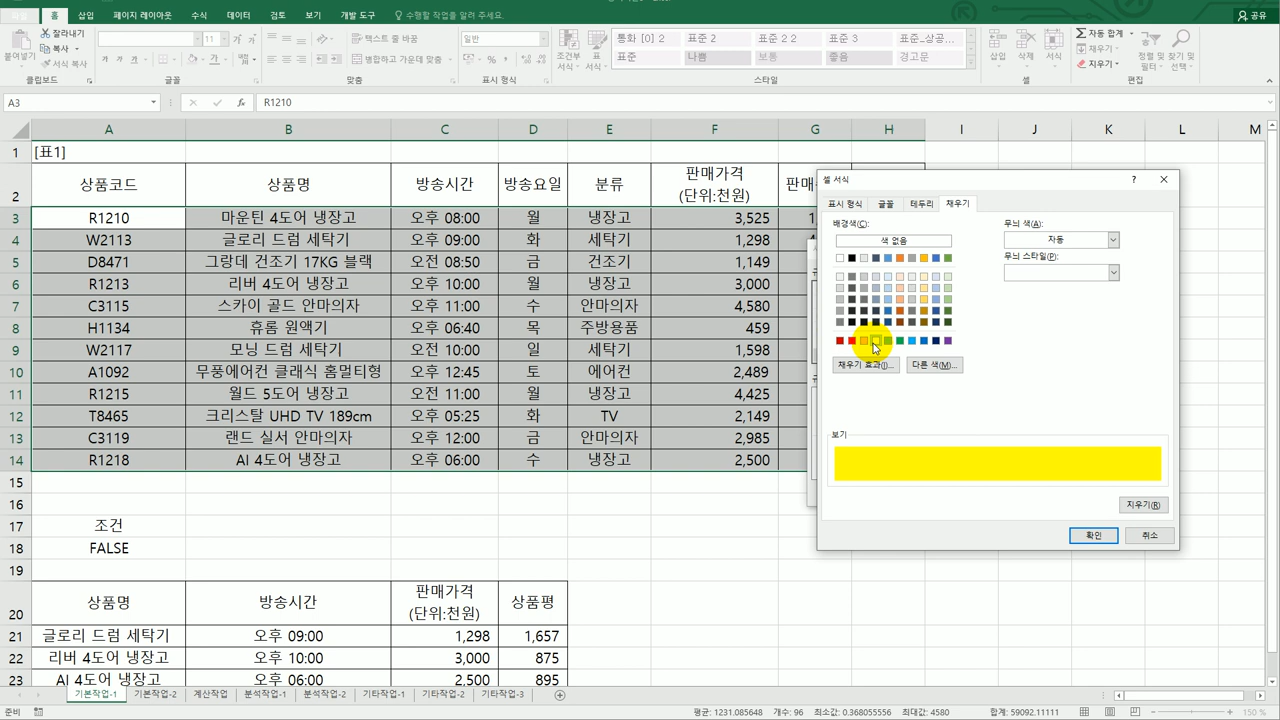 홈 삽입 페이지 레이아웃 수식 데이터 검토 보기 개발 도구 수행할 작업을 알려 주세요. 공유
붙여넣기 잘라내기 복사 서식 복사 클립보드
11 글꼴
텍스트 줄 바꿈 병합하고 가운데 맞춤 맞춤
일반 표시 형식
조건부 서식 표 서식
통화 [0] 2 표준 2 표준 2 2 표준 3 표준_상공...
표준 나쁨 보통 좋음 경고문
스타일
삽입 삭제 서식 셀
자동 합계 채우기 지우기 정렬 및 필터 찾기 및 선택 편집
A3 R1210
A B C D E F G H I J K L M
1 [표1]
2 상품코드 상품명 방송시간 방송요일 분류 판매가격 (단위:천원) 판매
3 R1210 마운틴 4도어 냉장고 오후 08:00 월 냉장고 3,525
4 W2113 글로리 드럼 세탁기 오후 09:00 화 세탁기 1,298
5 D8471 그랑데 건조기 17KG 블랙 오전 08:50 금 건조기 1,149
6 R1213 리버 4도어 냉장고 오후 10:00 월 냉장고 3,000
7 C3115 스카이 골드 안마의자 오후 11:00 수 안마의자 4,580
8 H1134 휴롬 원액기 오후 06:40 목 주방용품 459
9 W2117 모닝 드럼 세탁기 오전 10:00 일 세탁기 1,598
10 A1092 무풍에어컨 클래식 홈멀티형 오후 12:45 토 에어컨 2,489
11 R1215 월드 5도어 냉장고 오전 11:00 월 냉장고 4,425
12 T8465 크리스탈 UHD TV 189cm 오후 05:25 화 TV 2,149
13 C3119 랜드 실서 안마의자 오후 12:00 금 안마의자 2,985
14 R1218 AI 4도어 냉장고 오후 06:00 수 냉장고 2,500
15
16
17 조건
18 FALSE
19
20 상품명 방송시간 판매가격 (단위:천원) 상품평
21 글로리 드럼 세탁기 오후 09:00 1,298 1,657
22 리버 4도어 냉장고 오후 10:00 3,000 875
23 AI 4도어 냉장고 오후 06:00 2,500 895
셀 서식 ?
표시 형식 글꼴 테두리 채우기
배경색(C): 무늬 색(A):
색 없음 자동
무늬 스타일(P):
채우기 효과(I)... 다른 색(M)...
보기
지우기(R)
확인 취소
기본작업-1 기본작업-2 계산작업 분석작업-1 분석작업-2 기타작업-1 기타작업-2 기타작업-3
준비 평균: 1231.085648 개수: 96 최소값: 0.368055556 최대값: 4580 합계: 59092.11111 150 %